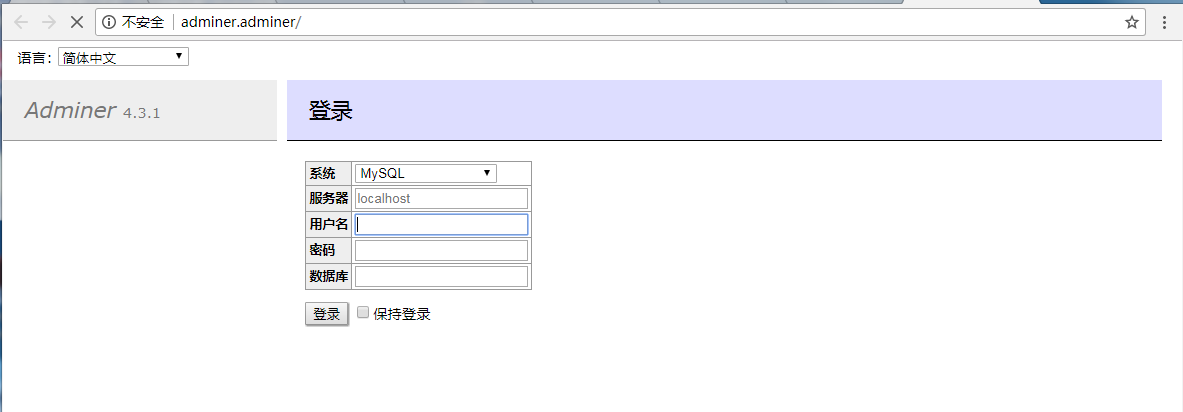 不安全 adminer.adminer/
语言: 简体中文
Adminer 4.3.1
登录
系统 MySQL
服务器 localhost
用户名
密码
数据库
登录 保持登录